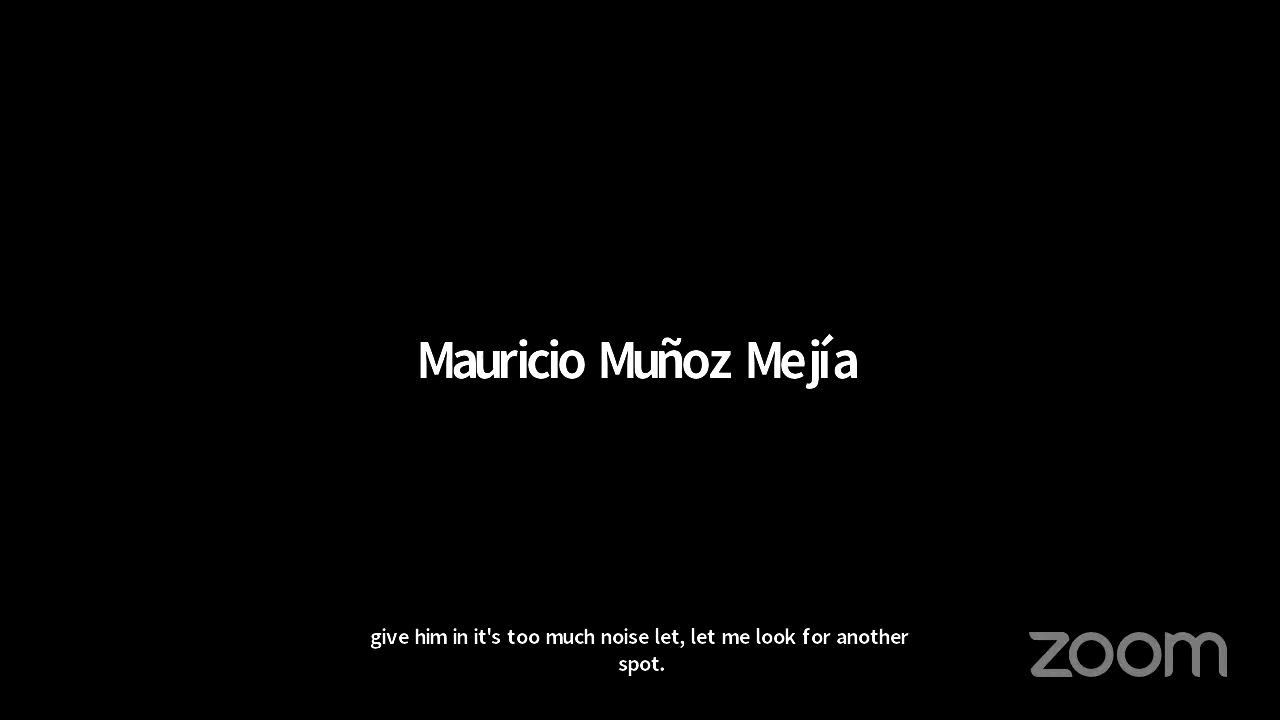 Mauricio Muñoz Mejía
give him in it's too much noise let, let me look for another
spot.
zoom